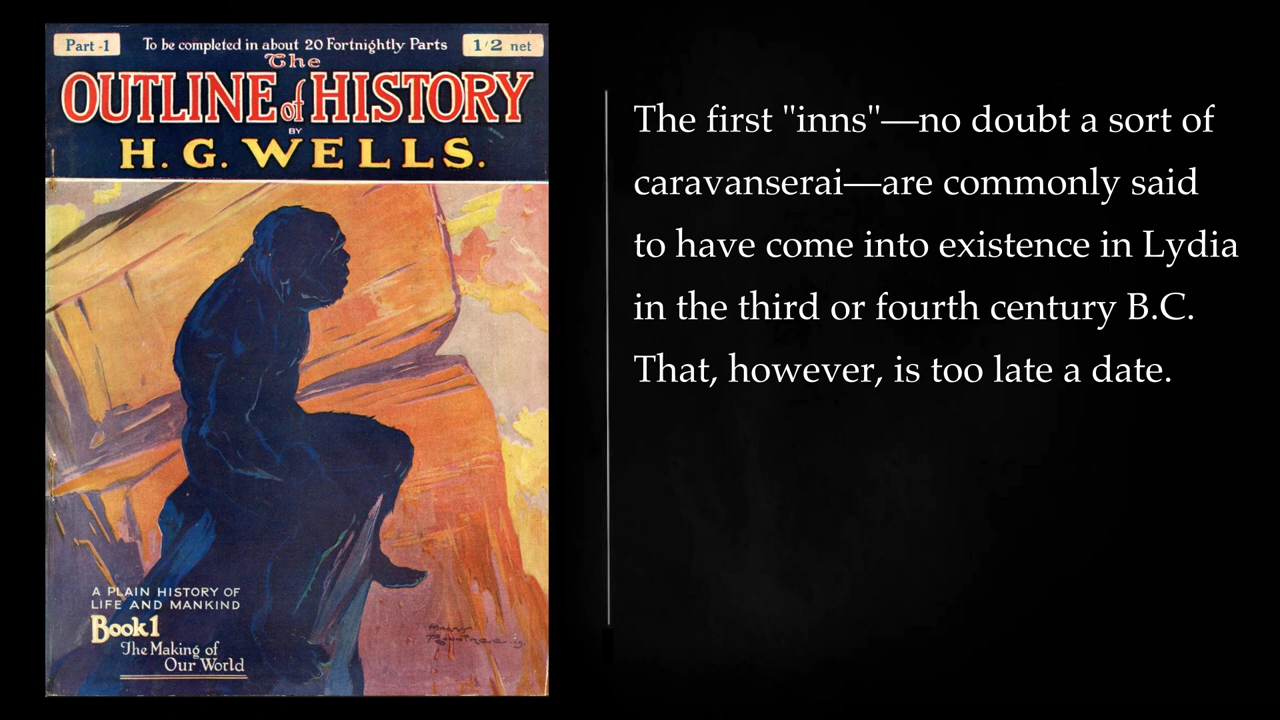 Part -1
To be completed in about 20 Fortnightly Parts
1/2 net
The
OUTLINE of HISTORY
BY
H. G. WELLS.
A PLAIN HISTORY OF
LIFE AND MANKIND
Book 1
The Making of
Our World
The first "inns"—no doubt a sort of
caravanserai—are commonly said
to have come into existence in Lydia
in the third or fourth century B.C.
That, however, is too late a date.